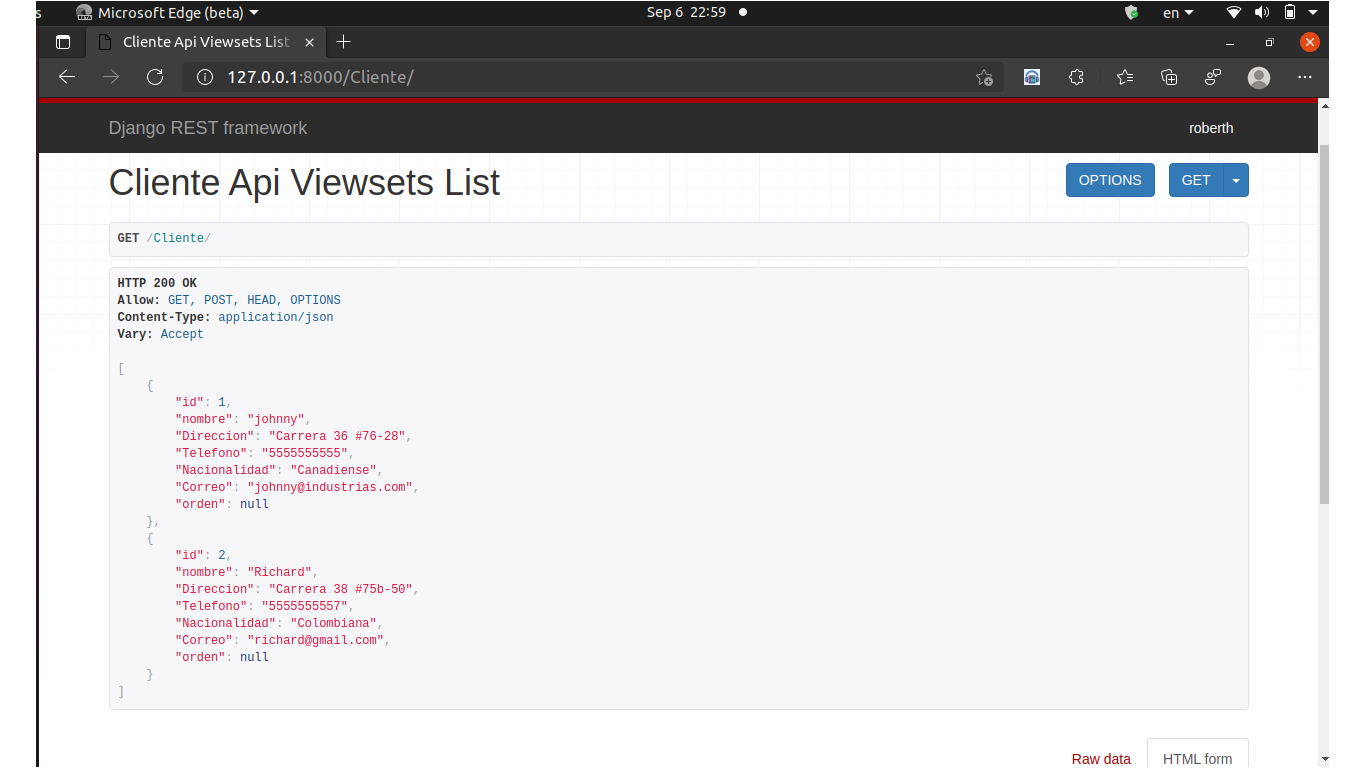 s Microsoft Edge (beta) Sep 6 22:59 en
Cliente Api Viewsets List
127.0.0.1:8000/Cliente/
Django REST framework roberth
Cliente Api Viewsets List OPTIONS GET
GET /Cliente/
HTTP 200 OK
Allow: GET, POST, HEAD, OPTIONS
Content-Type: application/json
Vary: Accept
[
    {
        "id": 1,
        "nombre": "johnny",
        "Direccion": "Carrera 36 #76-28",
        "Telefono": "5555555555",
        "Nacionalidad": "Canadiense",
        "Correo": "johnny@industrias.com",
        "orden": null
    },
    {
        "id": 2,
        "nombre": "Richard",
        "Direccion": "Carrera 38 #75b-50",
        "Telefono": "5555555557",
        "Nacionalidad": "Colombiana",
        "Correo": "richard@gmail.com",
        "orden": null
    }
]
Raw data HTML form